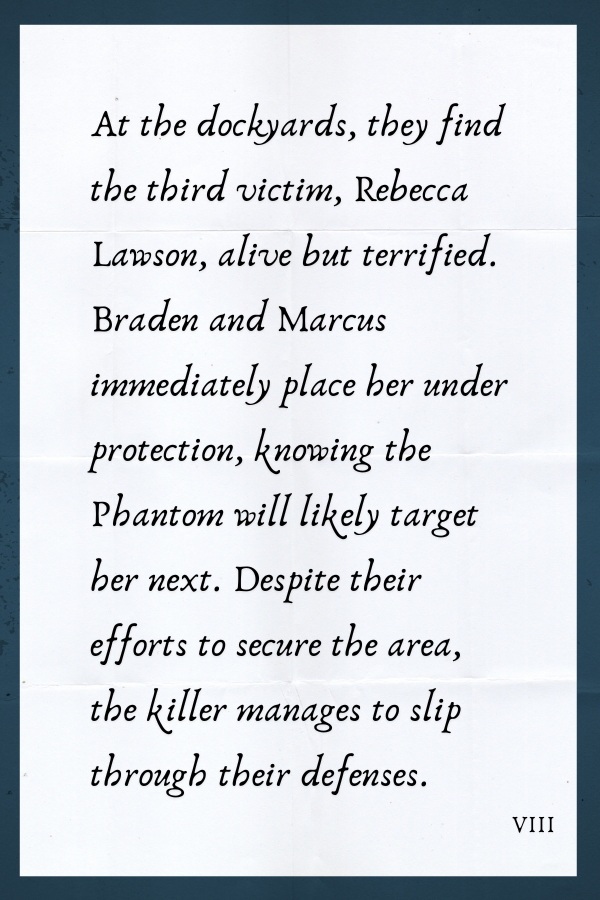 At the dockyards, they find
the third victim, Rebecca
Lawson, alive but terrified.
Braden and Marcus
immediately place her under
protection, knowing the
Phantom will likely target
her next. Despite their
efforts to secure the area,
the killer manages to slip
through their defenses.
VIII